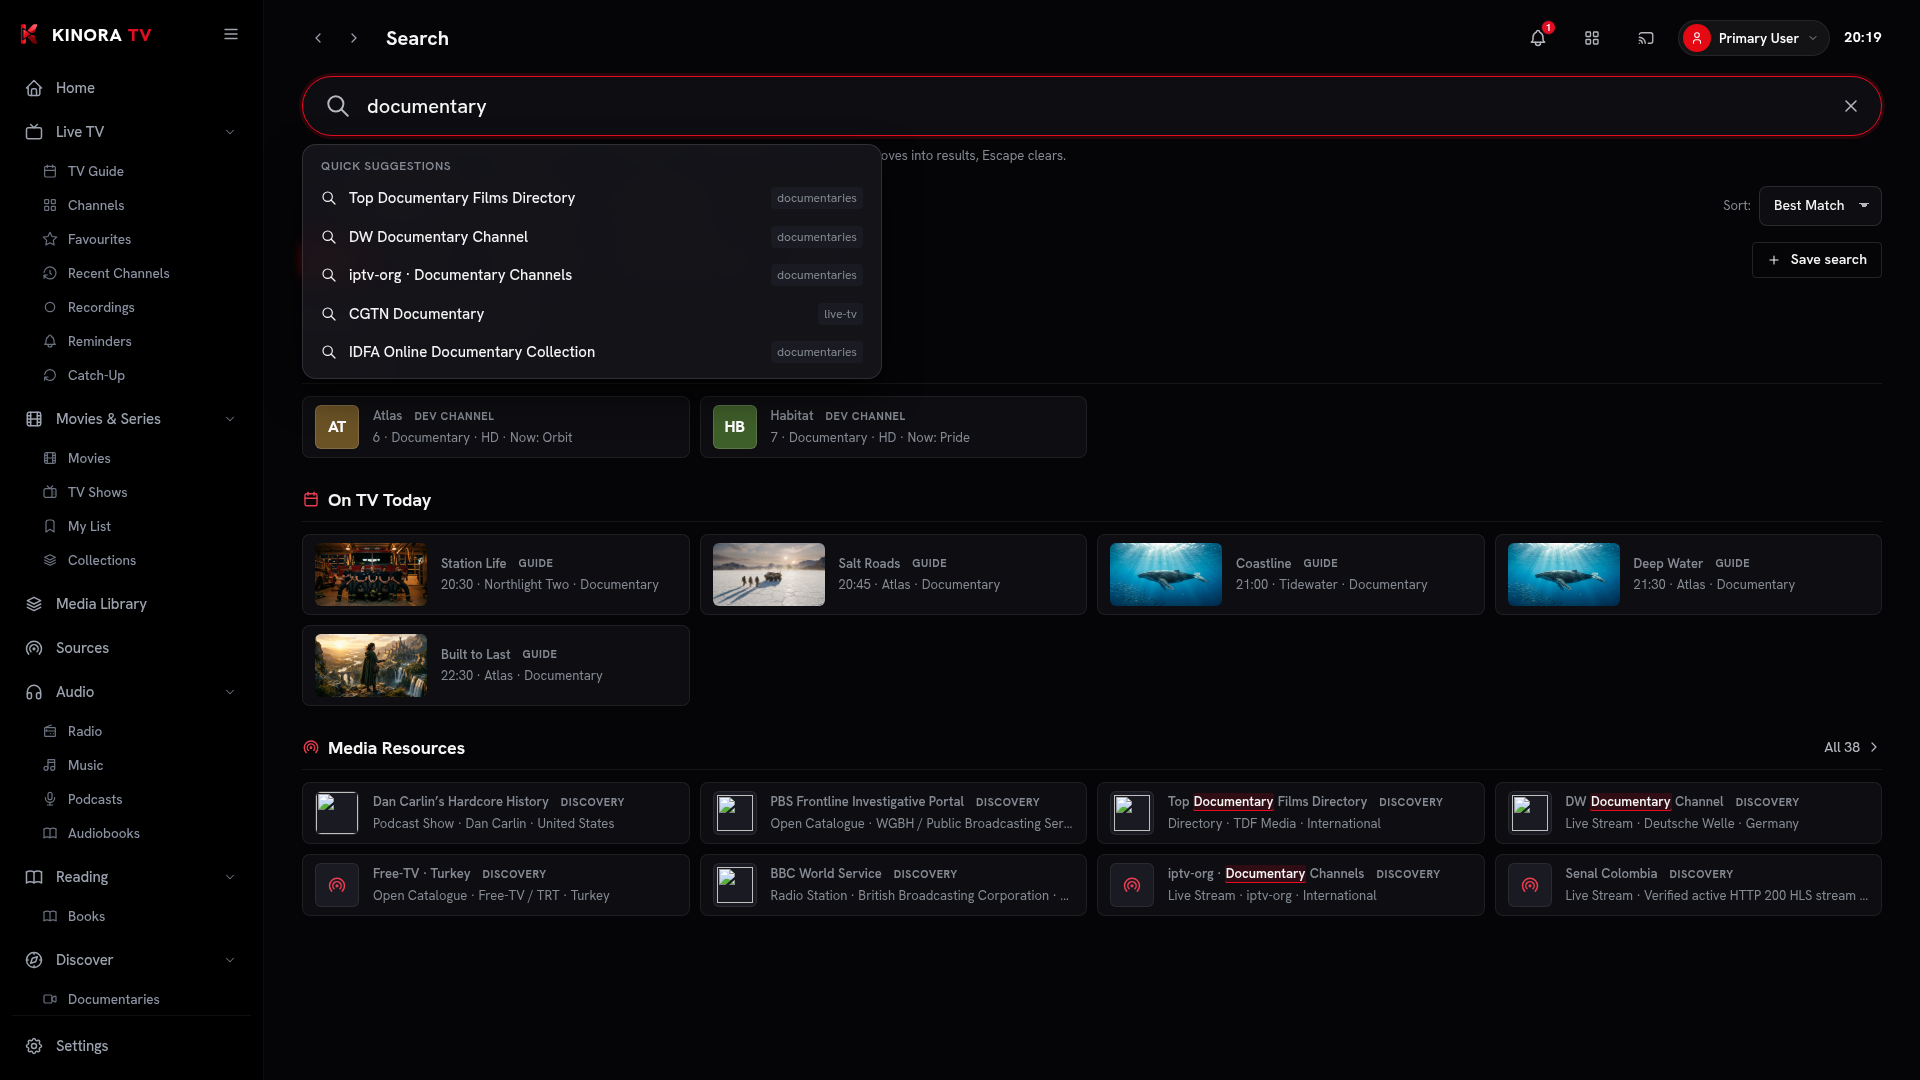 KINORA TV
Home
Live TV
TV Guide
Channels
Favourites
Recent Channels
Recordings
Reminders
Catch-Up
Movies & Series
Movies
TV Shows
My List
Collections
Media Library
Sources
Audio
Radio
Music
Podcasts
Audiobooks
Reading
Books
Discover
Documentaries
Settings
Search
1
Primary User
20:19
documentary
oves into results, Escape clears.
QUICK SUGGESTIONS
Top Documentary Films Directory documentaries
DW Documentary Channel documentaries
iptv-org · Documentary Channels documentaries
CGTN Documentary live-tv
IDFA Online Documentary Collection documentaries
Sort: Best Match
+ Save search
AT
Atlas DEV CHANNEL
6 · Documentary · HD · Now: Orbit
HB
Habitat DEV CHANNEL
7 · Documentary · HD · Now: Pride
On TV Today
Station Life GUIDE
20:30 · Northlight Two · Documentary
Salt Roads GUIDE
20:45 · Atlas · Documentary
Coastline GUIDE
21:00 · Tidewater · Documentary
Deep Water GUIDE
21:30 · Atlas · Documentary
Built to Last GUIDE
22:30 · Atlas · Documentary
Media Resources
All 38
Dan Carlin’s Hardcore History DISCOVERY
Podcast Show · Dan Carlin · United States
PBS Frontline Investigative Portal DISCOVERY
Open Catalogue · WGBH / Public Broadcasting Ser...
Top Documentary Films Directory DISCOVERY
Directory · TDF Media · International
DW Documentary Channel DISCOVERY
Live Stream · Deutsche Welle · Germany
Free-TV · Turkey DISCOVERY
Open Catalogue · Free-TV / TRT · Turkey
BBC World Service DISCOVERY
Radio Station · British Broadcasting Corporation · ...
iptv-org · Documentary Channels DISCOVERY
Live Stream · iptv-org · International
Senal Colombia DISCOVERY
Live Stream · Verified active HTTP 200 HLS stream ...